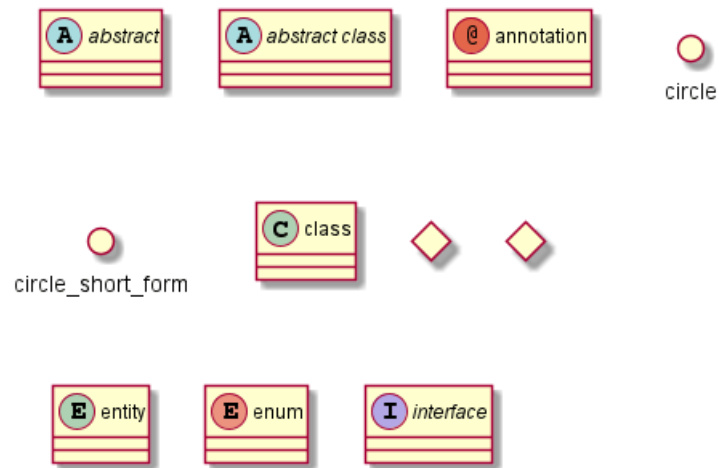 A abstract
A abstract class
@ annotation
circle
circle_short_form
C class
E entity
E enum
I interface